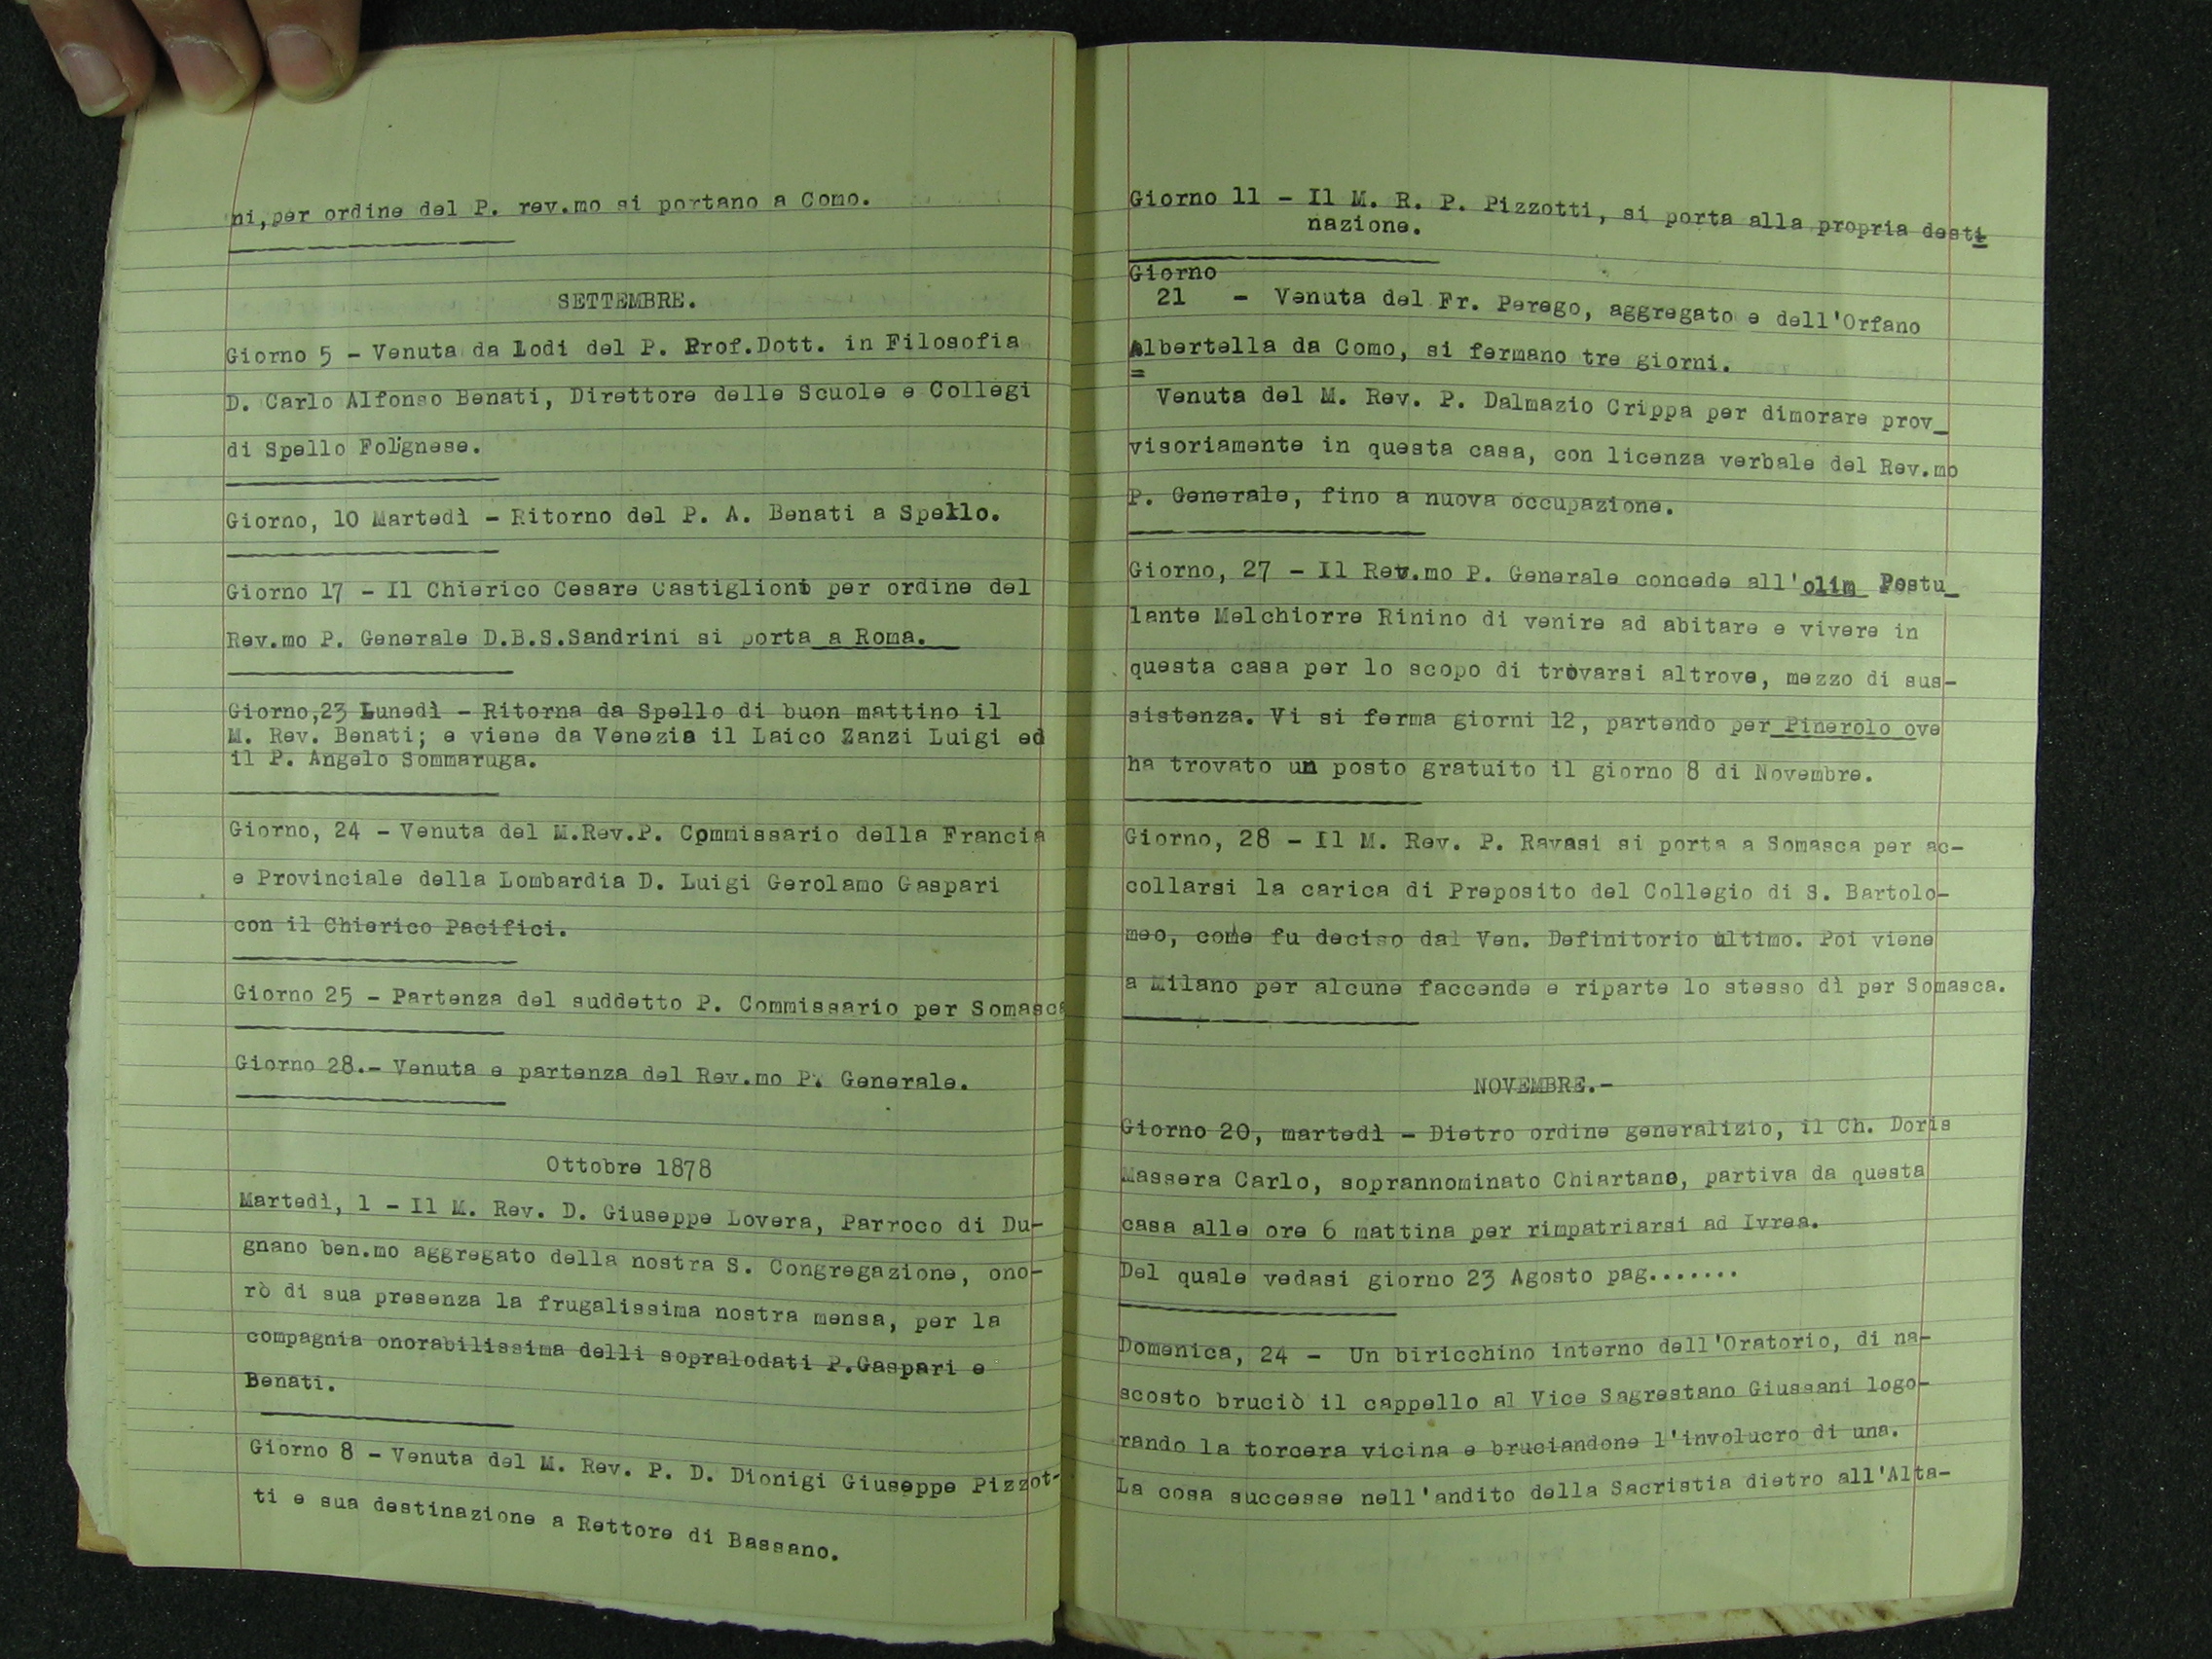 ni,per ordine del P. rev.mo si portano a Como.
SETTEMBRE.
Giorno 5 - Venuta da Lodi del P. Prof.Dott. in Filosofia
D. Carlo Alfonso Benati, Direttore delle Scuole e Collegi
di Spello Folignese.
Giorno, 10 Martedì - Ritorno del P. A. Benati a Spello.
Giorno 17 - Il Chierico Cesare Castiglioni per ordine del
Rev.mo P. Generale D.B.S.Sandrini si porta a Roma.
Giorno,23 Lunedì - Ritorna da Spello di buon mattino il
M. Rev. Benati; e viene da Venezia il Laico Zanzi Luigi ed
il P. Angelo Sommaruga.
Giorno, 24 - Venuta del M.Rev.P. Commissario della Francia
e Provinciale della Lombardia D. Luigi Gerolamo Gaspari
con il Chierico Pacifici.
Giorno 25 - Partenza del suddetto P. Commissario per Somasca
Giorno 28.- Venuta e partenza del Rev.mo P. Generale.
Ottobre 1878
Martedì, 1 - Il M. Rev. D. Giuseppe Lovera, Parroco di Du-
gnano ben.mo aggregato della nostra S. Congregazione, ono-
rò di sua presenza la frugalissima nostra mensa, per la
compagnia onorabilissima delli sopralodati P.Gaspari e
Benati.
Giorno 8 - Venuta del M. Rev. P. D. Dionigi Giuseppe Pizzot-
ti e sua destinazione a Rettore di Bassano.
Giorno 11 - Il M. R. P. Pizzotti, si porta alla propria desti
nazione.
Giorno
21 - Venuta del Fr. Perego, aggregato e dell'Orfano
Albertella da Como, si fermano tre giorni.
=
Venuta del M. Rev. P. Dalmazio Crippa per dimorare prov_
visoriamente in questa casa, con licenza verbale del Rev.mo
P. Generale, fino a nuova occupazione.
Giorno, 27 - Il Rev.mo P. Generale concede all'olim Postu_
lante Melchiorre Rinino di venire ad abitare e vivere in
questa casa per lo scopo di trovarsi altrove, mezzo di sus-
sistenza. Vi si ferma giorni 12, partendo per Pinerolo ove
ha trovato un posto gratuito il giorno 8 di Novembre.
Giorno, 28 - Il M. Rev. P. Ravasi si porta a Somasca per ac-
collarsi la carica di Preposito del Collegio di S. Bartolo-
meo, come fu deciso dal Ven. Definitorio ultimo. Poi viene
a Milano per alcune faccende e riparte lo stesso dì per Somasca.
NOVEMBRE.-
Giorno 20, martedì - Dietro ordine generalizio, il Ch. Doris
Massera Carlo, soprannominato Chiartano, partiva da questa
casa alle ore 6 mattina per rimpatriarsi ad Ivrea.
Del quale vedasi giorno 23 Agosto pag.......
Domenica, 24 - Un biricchino interno dell'Oratorio, di na-
scosto bruciò il cappello al Vice Sagrestano Giussani logo-
rando la torcera vicina e bruciandone l'involucro di una.
La cosa successe nell'andito della Sacristia dietro all'Alta-